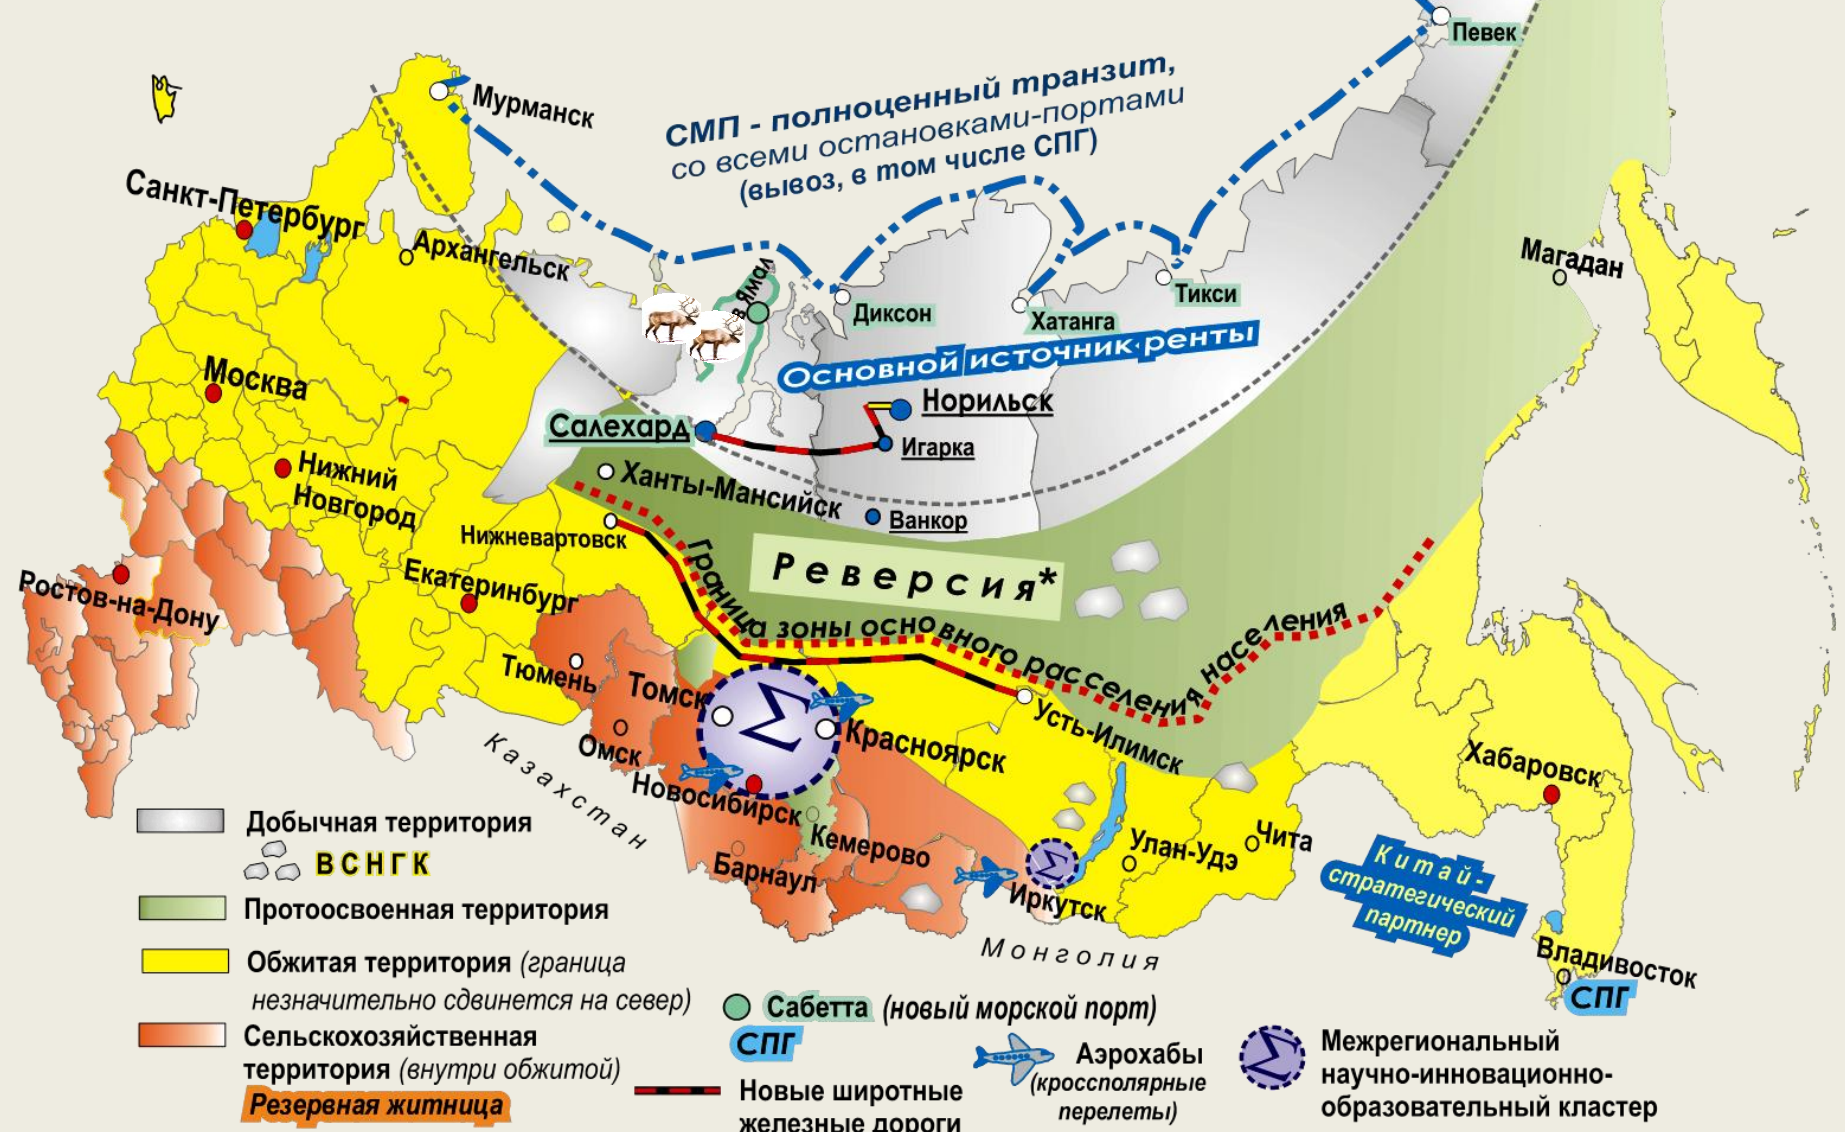 Певек
СМП - полноценный транзит,
со всеми остановками-портами
(вывоз, в том числе СПГ)
Мурманск
Санкт-Петербург
Архангельск
Магадан
в Ямал
Диксон
Хатанга
Тикси
Основной источник ренты
Москва
Норильск
Салехард
Игарка
Нижний
Новгород
Ханты-Мансийск
Ванкор
Нижневартовск
Реверсия*
Екатеринбург
Ростов-на-Дону
Граница зоны основного расселения населения
Тюмень
Томск
Σ
Омск
Красноярск
Усть-Илимск
Хабаровск
Казахстан
Новосибирск
Кемерово
Барнаул
Σ
Иркутск
Улан-Удэ
Чита
Китай-
стратегический
партнер
Монголия
Владивосток
СПГ
Добычная территория
ВСНГК
Протоосвоенная территория
Обжитая территория (граница
незначительно сдвинется на север)
Сельскохозяйственная
территория (внутри обжитой)
Резервная житница
Сабетта (новый морской порт)
СПГ
Новые широтные
железные дороги
Аэрохабы
(кроссполярные
перелеты)
Σ
Межрегиональный
научно-инновационно-
образовательный кластер